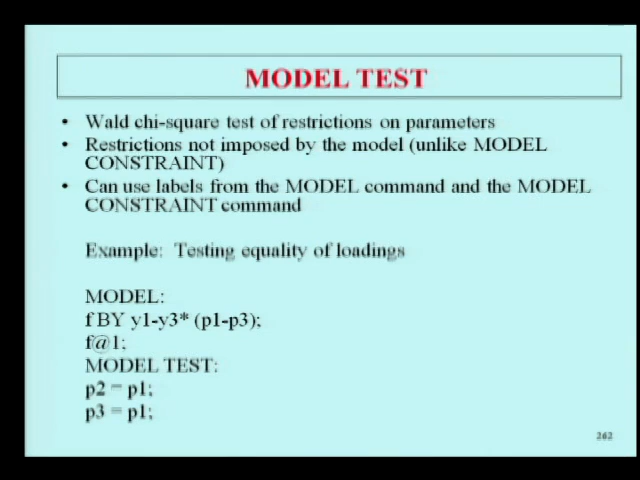 MODEL TEST
• Wald chi-square test of restrictions on parameters
• Restrictions not imposed by the model (unlike MODEL
CONSTRAINT)
• Can use labels from the MODEL command and the MODEL
CONSTRAINT command
Example: Testing equality of loadings
MODEL:
f BY y1-y3* (p1-p3);
f@1;
MODEL TEST:
p2 = p1;
p3 = p1;
262